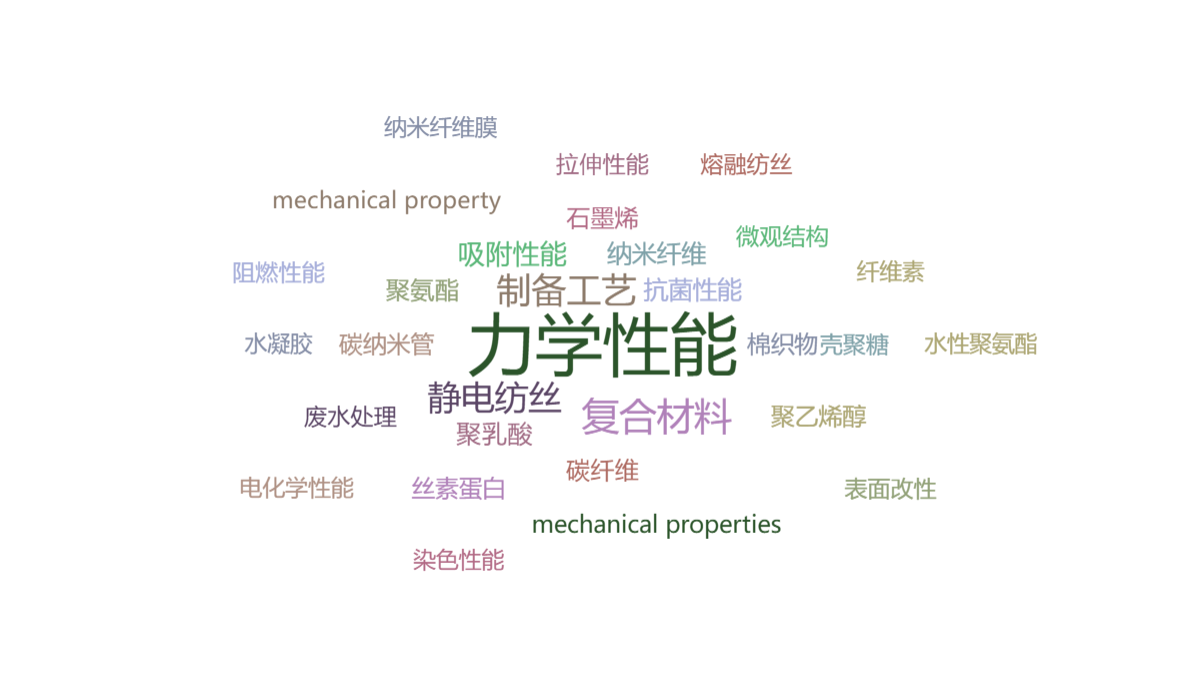 纳米纤维膜
拉伸性能 熔融纺丝
mechanical property
石墨烯
微观结构
吸附性能 纳米纤维
阻燃性能 纤维素
聚氨酯 制备工艺 抗菌性能
水凝胶 碳纳米管 力学性能 棉织物 壳聚糖 水性聚氨酯
静电纺丝
废水处理 复合材料 聚乙烯醇
聚乳酸
碳纤维
电化学性能 丝素蛋白 表面改性
mechanical properties
染色性能